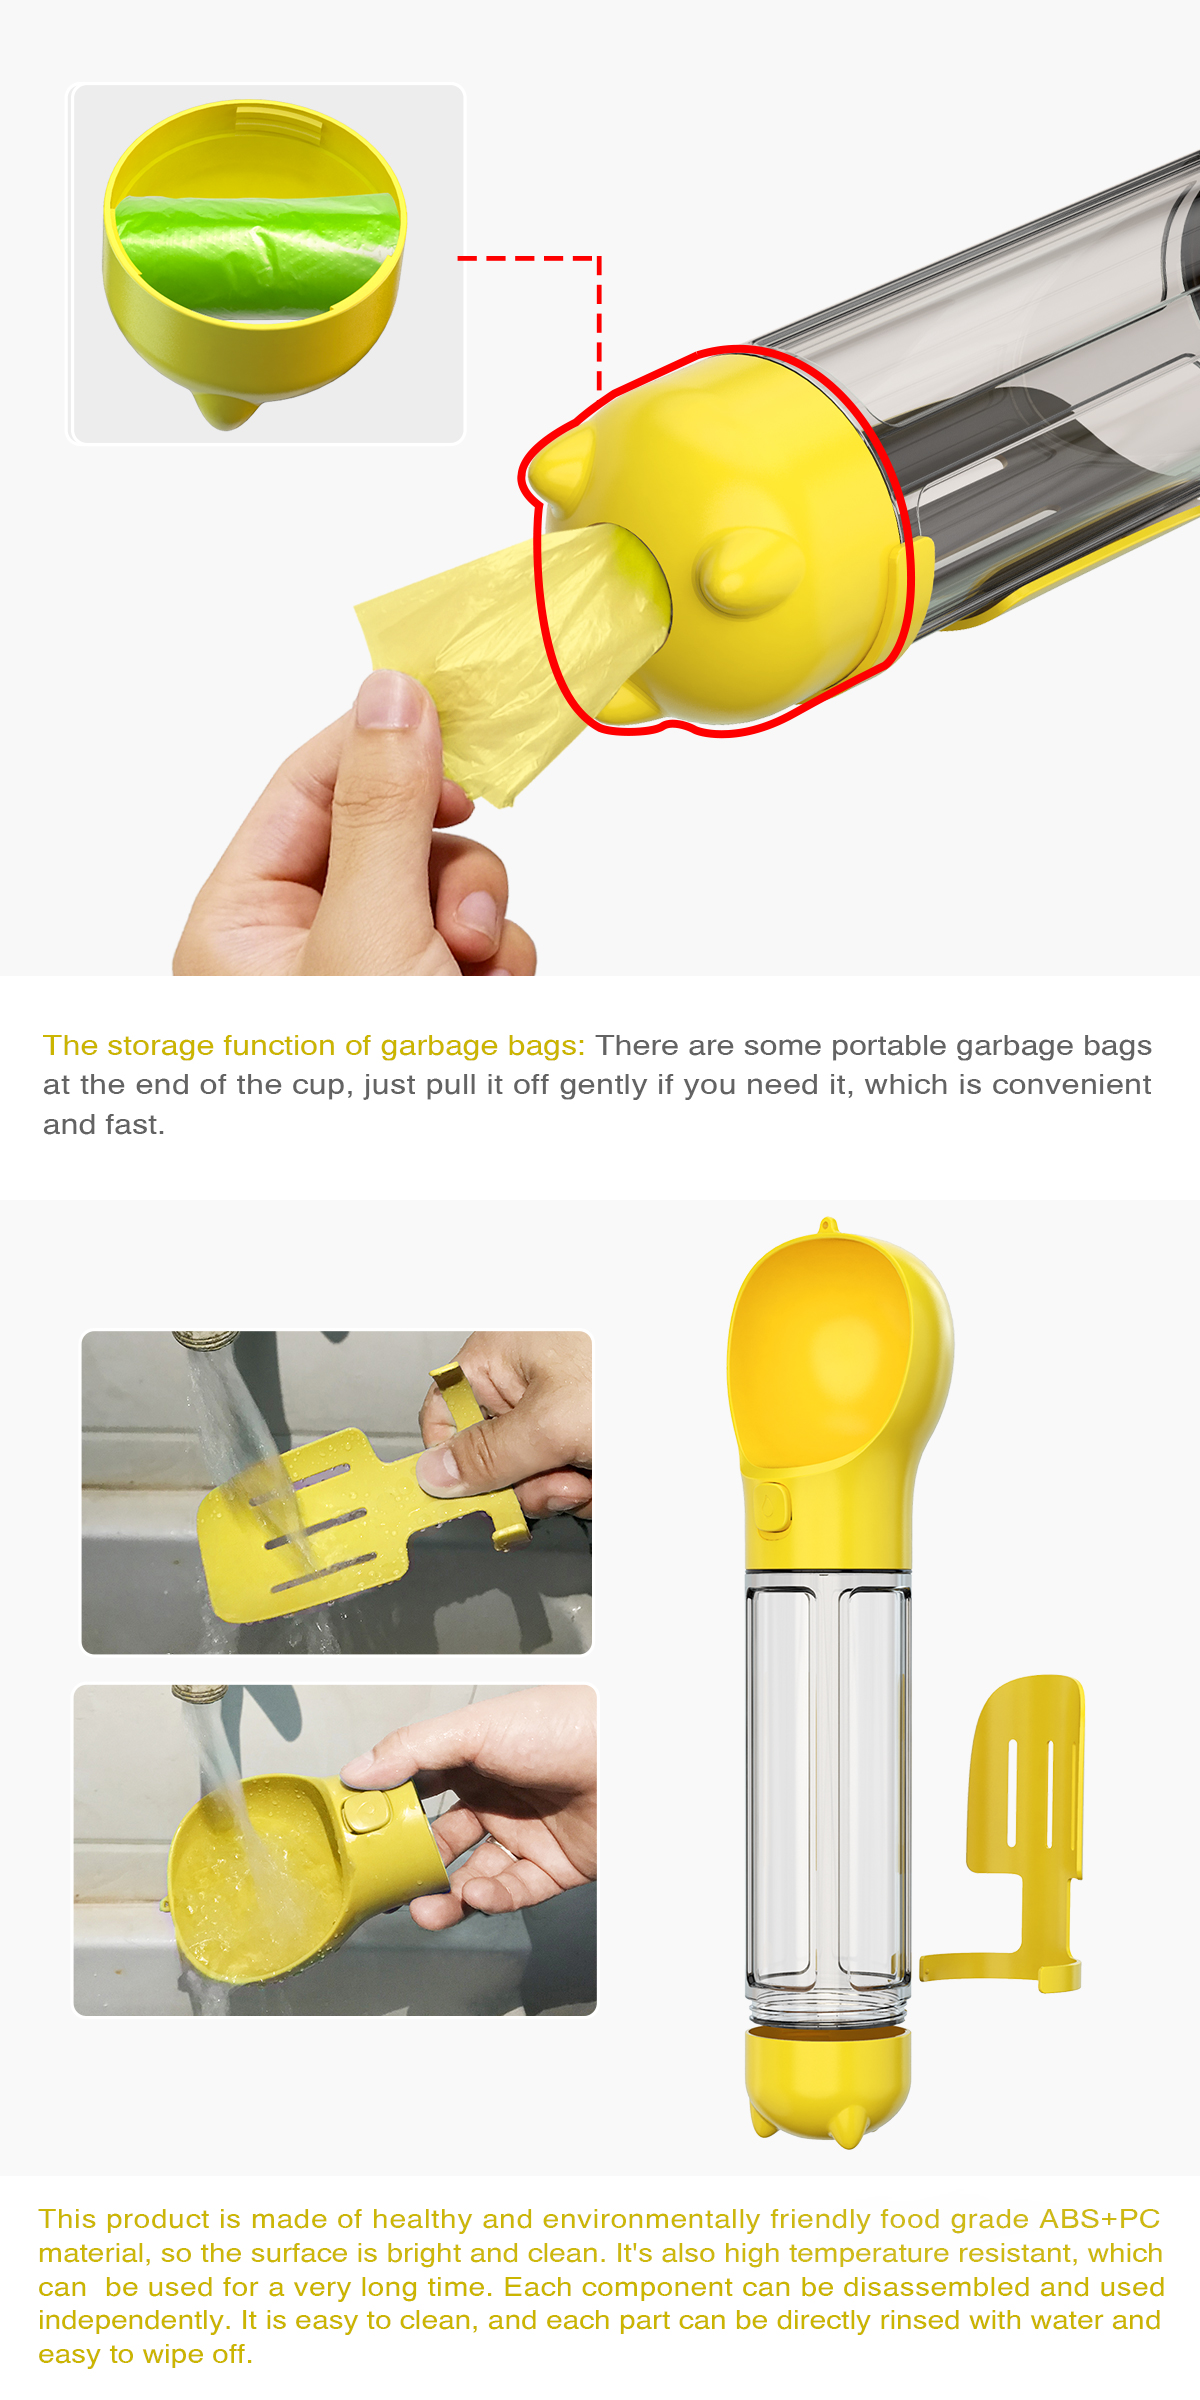 The storage function of garbage bags: There are some portable garbage bags
at the end of the cup, just pull it off gently if you need it, which is convenient
and fast.
This product is made of healthy and environmentally friendly food grade ABS+PC
material, so the surface is bright and clean. It's also high temperature resistant, which
can  be used for a very long time. Each component can be disassembled and used
independently. It is easy to clean, and each part can be directly rinsed with water and
easy to wipe off.